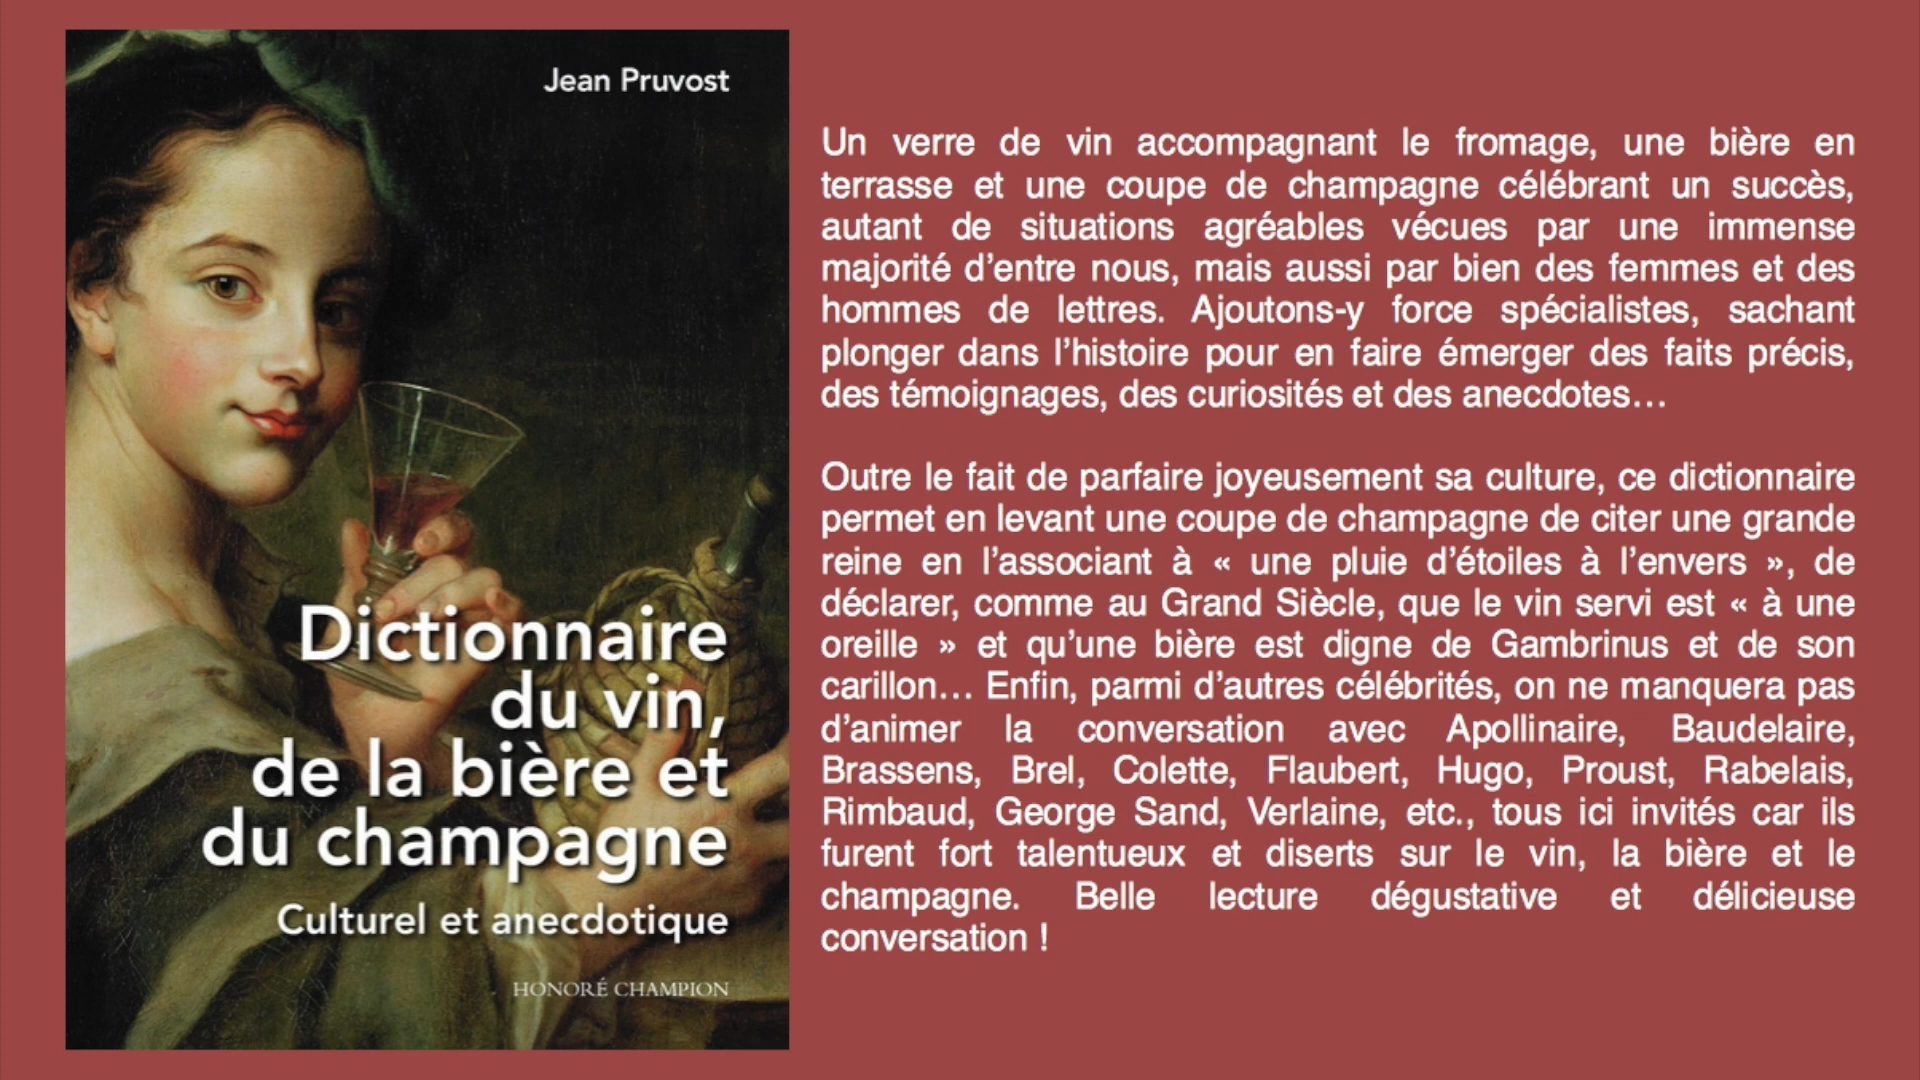 Jean Pruvost
Dictionnaire
du vin,
de la bière et
du champagne
Culturel et anecdotique
HONORÉ CHAMPION
Un verre de vin accompagnant le fromage, une bière en
terrasse et une coupe de champagne célébrant un succès,
autant de situations agréables vécues par une immense
majorité d’entre nous, mais aussi par bien des femmes et des
hommes de lettres. Ajoutons-y force spécialistes, sachant
plonger dans l’histoire pour en faire émerger des faits précis,
des témoignages, des curiosités et des anecdotes…
Outre le fait de parfaire joyeusement sa culture, ce dictionnaire
permet en levant une coupe de champagne de citer une grande
reine en l’associant à « une pluie d’étoiles à l’envers », de
déclarer, comme au Grand Siècle, que le vin servi est « à une
oreille » et qu’une bière est digne de Gambrinus et de son
carillon… Enfin, parmi d’autres célébrités, on ne manquera pas
d’animer la conversation avec Apollinaire, Baudelaire,
Brassens, Brel, Colette, Flaubert, Hugo, Proust, Rabelais,
Rimbaud, George Sand, Verlaine, etc., tous ici invités car ils
furent fort talentueux et diserts sur le vin, la bière et le
champagne. Belle lecture dégustative et délicieuse
conversation !